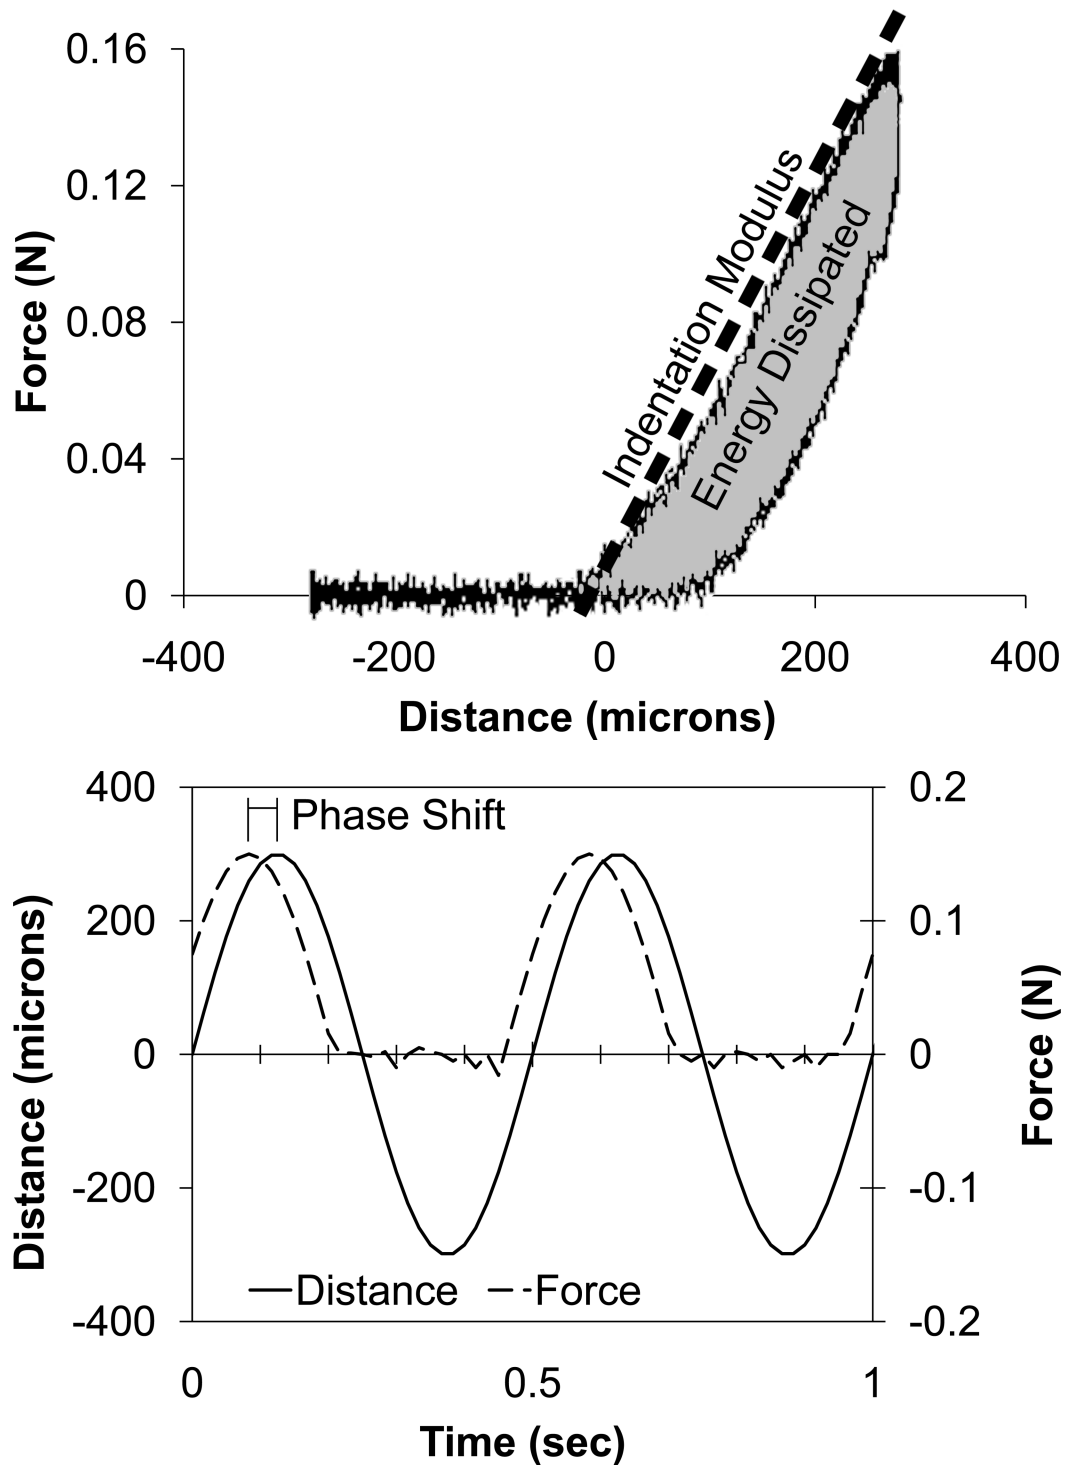 0.16
0.12
0.08
0.04
0
Force (N)
Indentation Modulus
Energy Dissipated
-400 -200 0 200 400
Distance (microns)
400
200
0
-200
-400
Distance (microns)
Phase Shift
0.2
0.1
0
-0.1
-0.2
Force (N)
Distance Force
0 0.5 1
Time (sec)